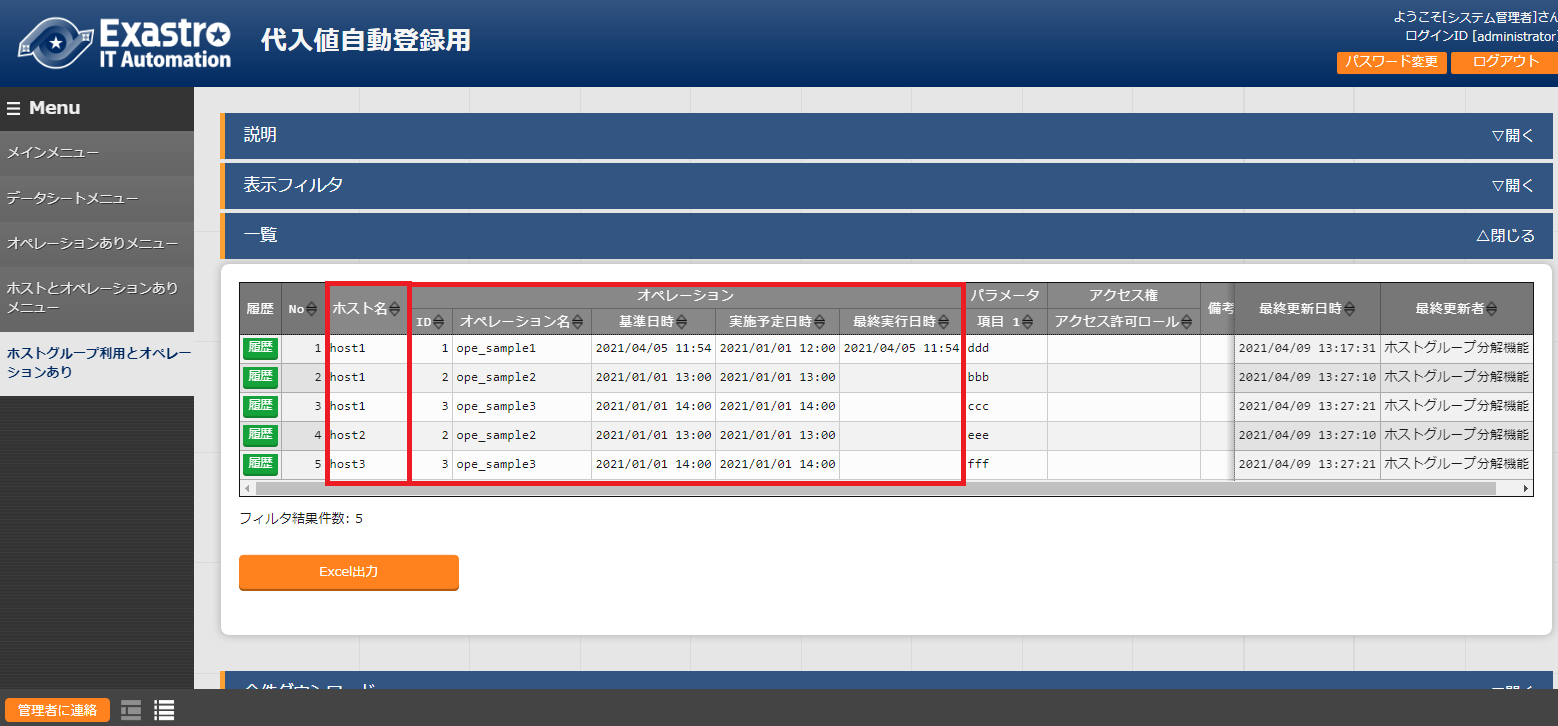 Exastro
IT Automation
代入値自動登録用
ようこそ[システム管理者]さん
ログインID [administrator]
パスワード変更 ログアウト
Menu
メインメニュー
データシートメニュー
オペレーションありメニュー
ホストとオペレーションあり
メニュー
ホストグループ利用とオペレー
ションあり
説明 ▽開く
表示フィルタ ▽開く
一覧 △閉じる
履歴 No ホスト名 オペレーション パラメータ アクセス権 備考 最終更新日時 最終更新者
ID オペレーション名 基準日時 実施予定日時 最終実行日時 項目 1 アクセス許可ロール
履歴 1 host1 1 ope_sample1 2021/04/05 11:54 2021/01/01 12:00 2021/04/05 11:54 ddd 2021/04/09 13:17:31 ホストグループ分解機能
履歴 2 host1 2 ope_sample2 2021/01/01 13:00 2021/01/01 13:00 bbb 2021/04/09 13:27:10 ホストグループ分解機能
履歴 3 host1 3 ope_sample3 2021/01/01 14:00 2021/01/01 14:00 ccc 2021/04/09 13:27:21 ホストグループ分解機能
履歴 4 host2 2 ope_sample2 2021/01/01 13:00 2021/01/01 13:00 eee 2021/04/09 13:27:10 ホストグループ分解機能
履歴 5 host3 3 ope_sample3 2021/01/01 14:00 2021/01/01 14:00 fff 2021/04/09 13:27:21 ホストグループ分解機能
フィルタ結果件数: 5
Excel出力
全件ダウンロード ▽開く
管理者に連絡